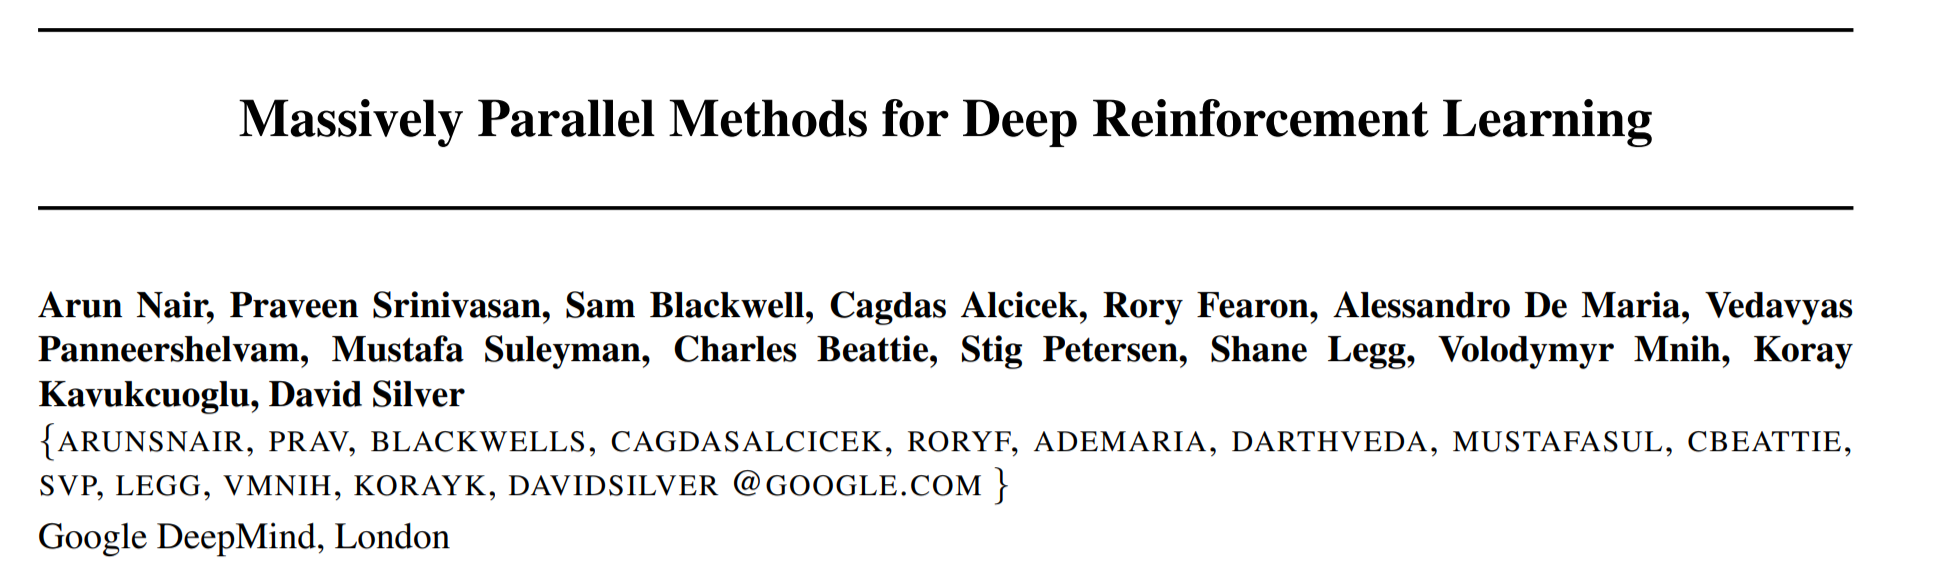 Massively Parallel Methods for Deep Reinforcement Learning
Arun Nair, Praveen Srinivasan, Sam Blackwell, Cagdas Alcicek, Rory Fearon, Alessandro De Maria, Vedavyas
Panneershelvam, Mustafa Suleyman, Charles Beattie, Stig Petersen, Shane Legg, Volodymyr Mnih, Koray
Kavukcuoglu, David Silver
{ARUNSNAIR, PRAV, BLACKWELLS, CAGDASALCICEK, RORYF, ADEMARIA, DARTHVEDA, MUSTAFASUL, CBEATTIE,
SVP, LEGG, VMNIH, KORAYK, DAVIDSILVER @GOOGLE.COM }
Google DeepMind, London